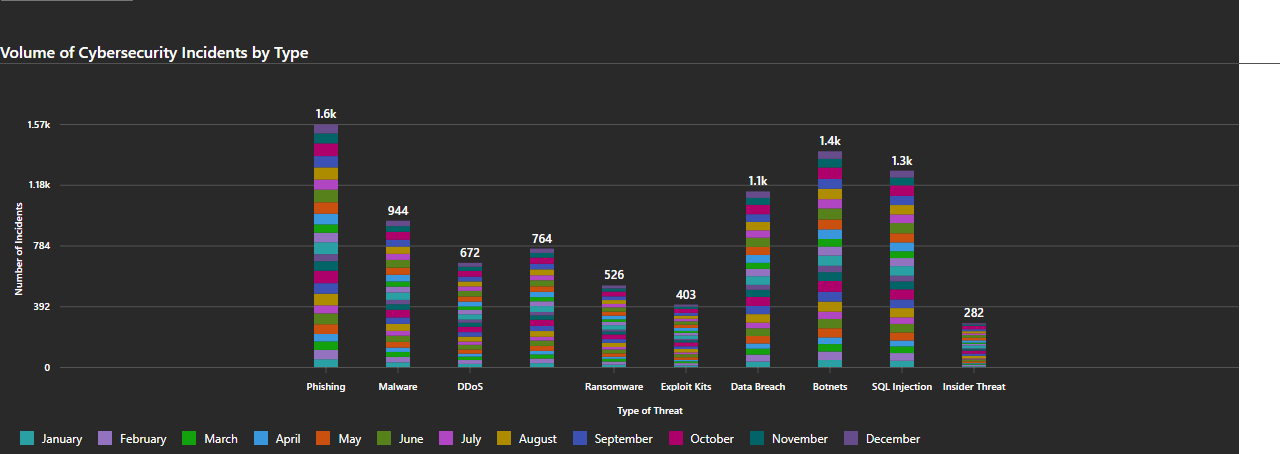 Volume of Cybersecurity Incidents by Type
1.6k
1.57k
1.4k
1.3k
1.18k
1.1k
944
764
784
672
526
403
392
282
0
Number of Incidents
Phishing Malware DDoS Ransomware Exploit Kits Data Breach Botnets SQL Injection Insider Threat
Type of Threat
January February March April May June July August September October November December